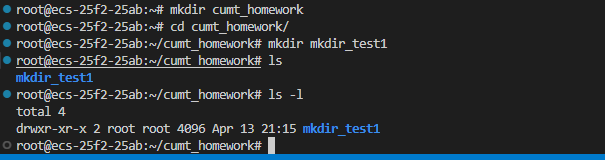 root@ecs-25f2-25ab:~# mkdir cumt_homework
root@ecs-25f2-25ab:~# cd cumt_homework/
root@ecs-25f2-25ab:~/cumt_homework# mkdir mkdir_test1
root@ecs-25f2-25ab:~/cumt_homework# ls
mkdir_test1
root@ecs-25f2-25ab:~/cumt_homework# ls -l
total 4
drwxr-xr-x 2 root root 4096 Apr 13 21:15 mkdir_test1
root@ecs-25f2-25ab:~/cumt_homework#